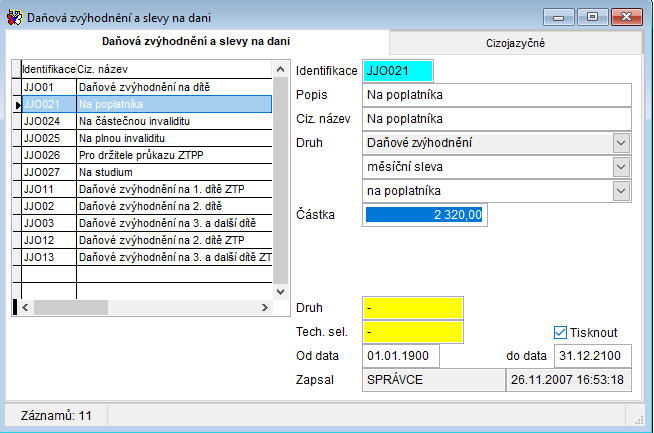 Daňová zvýhodnění a slevy na dani
Daňová zvýhodnění a slevy na dani
Cizojazyčné
Identifikace Ciz. název
JJO01 Daňové zvýhodnění na dítě
JJO021 Na poplatníka
JJO024 Na částečnou invaliditu
JJO025 Na plnou invaliditu
JJO026 Pro držitele průkazu ZTPP
JJO027 Na studium
JJO11 Daňové zvýhodnění na 1. dítě ZTP
JJO02 Daňové zvýhodnění na 2. dítě
JJO03 Daňové zvýhodnění na 3. a další dítě
JJO12 Daňové zvýhodnění na 2. dítě ZTP
JJO13 Daňové zvýhodnění na 3. a další dítě ZT
Identifikace JJO021
Popis Na poplatníka
Ciz. název Na poplatníka
Druh Daňové zvýhodnění
měsíční sleva
na poplatníka
Částka 2 320,00
Druh -
Tech. sel. -
Tisknout
Od data 01.01.1900 do data 31.12.2100
Zapsal SPRÁVCE 26.11.2007 16:53:18
Záznamů: 11